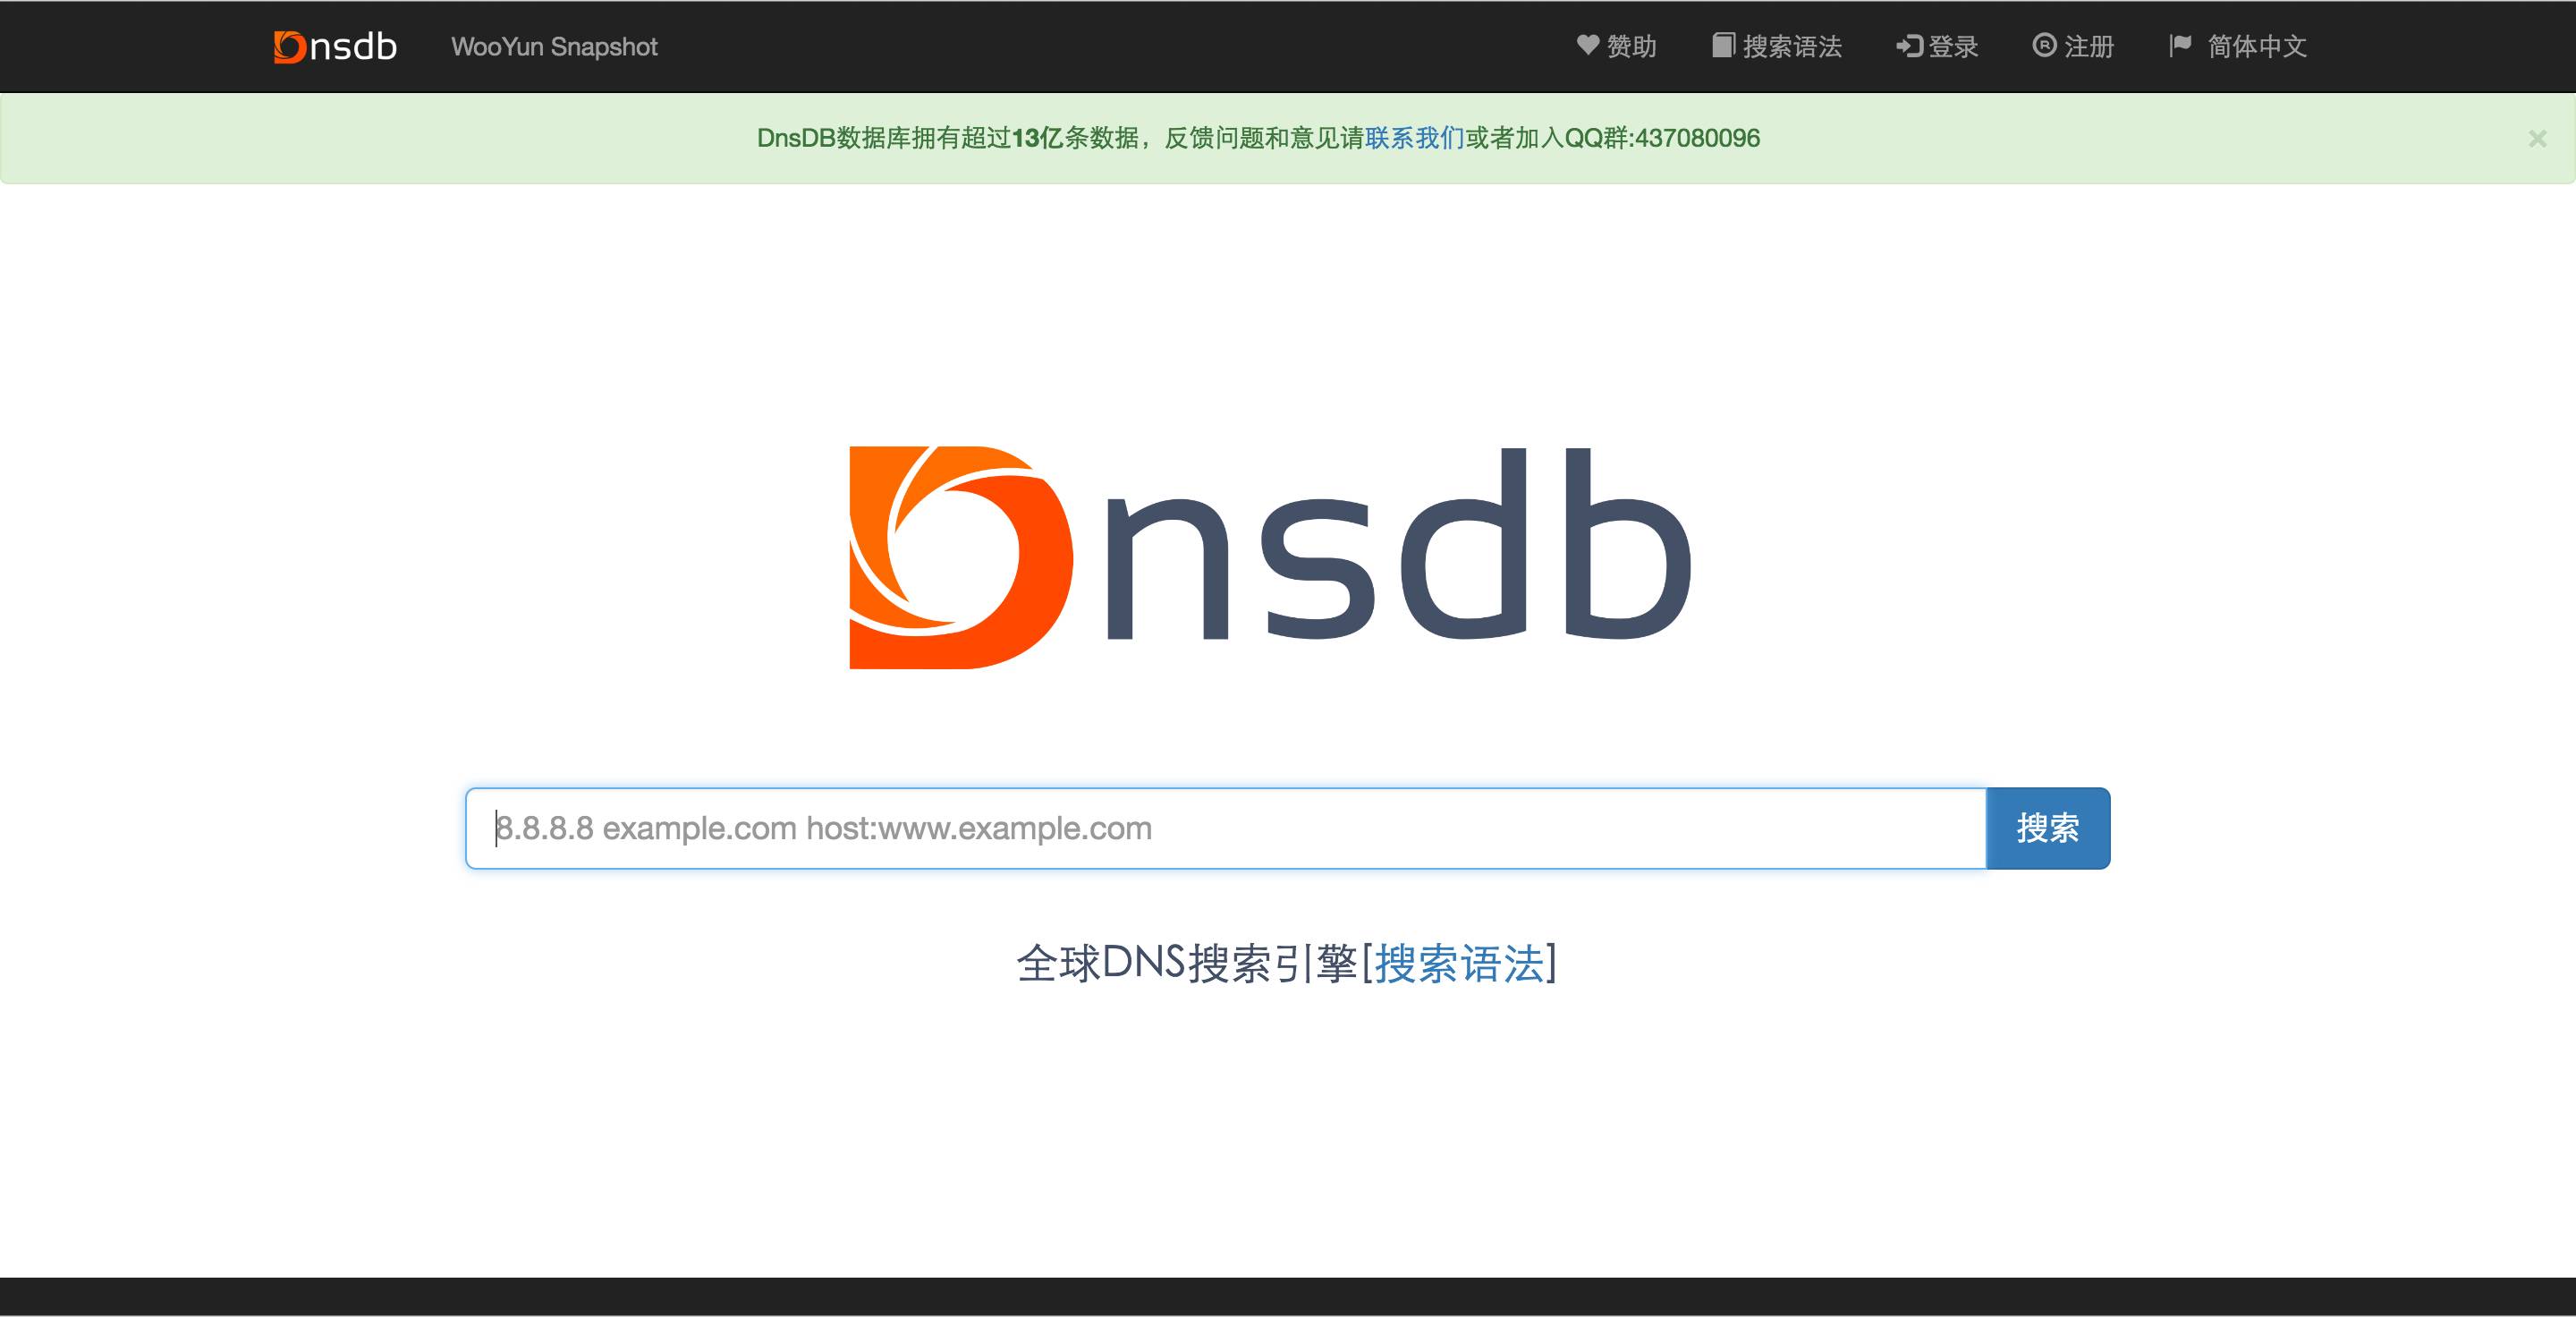 Dnsdb WooYun Snapshot 赞助 搜索语法 登录 注册 简体中文
DnsDB数据库拥有超过13亿条数据，反馈问题和意见请联系我们或者加入QQ群:437080096 ×
Dnsdb
8.8.8.8 example.com host:www.example.com 搜索
全球DNS搜索引擎[搜索语法]